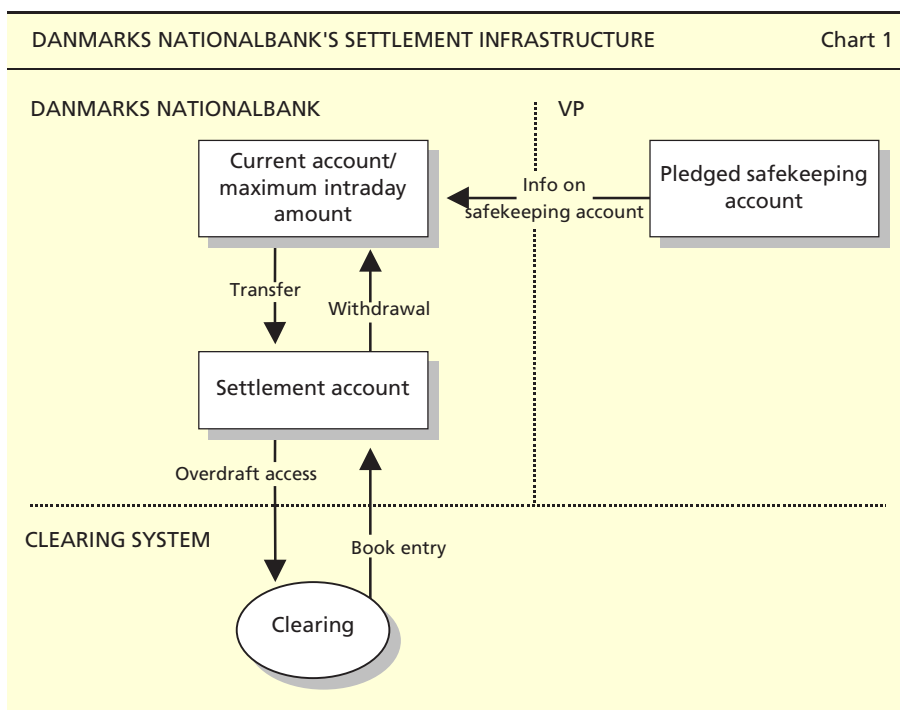 DANMARKS NATIONALBANK'S SETTLEMENT INFRASTRUCTURE Chart 1
DANMARKS NATIONALBANK
VP
Current account/
maximum intraday
amount
Info on
safekeeping account
Pledged safekeeping
account
Transfer
Withdrawal
Settlement account
Overdraft access
CLEARING SYSTEM
Book entry
Clearing